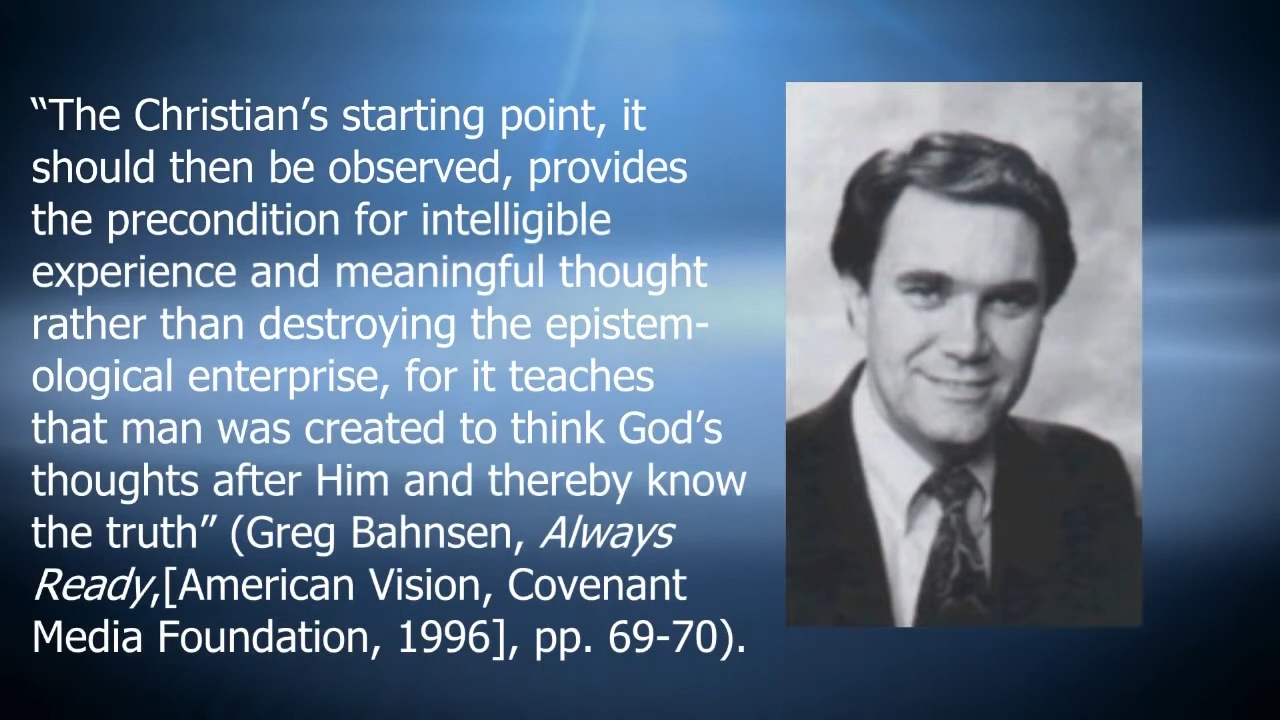 “The Christian’s starting point, it
should then be observed, provides
the precondition for intelligible
experience and meaningful thought
rather than destroying the epistem-
ological enterprise, for it teaches
that man was created to think God’s
thoughts after Him and thereby know
the truth” (Greg Bahnsen, Always
Ready,[American Vision, Covenant
Media Foundation, 1996], pp. 69-70).